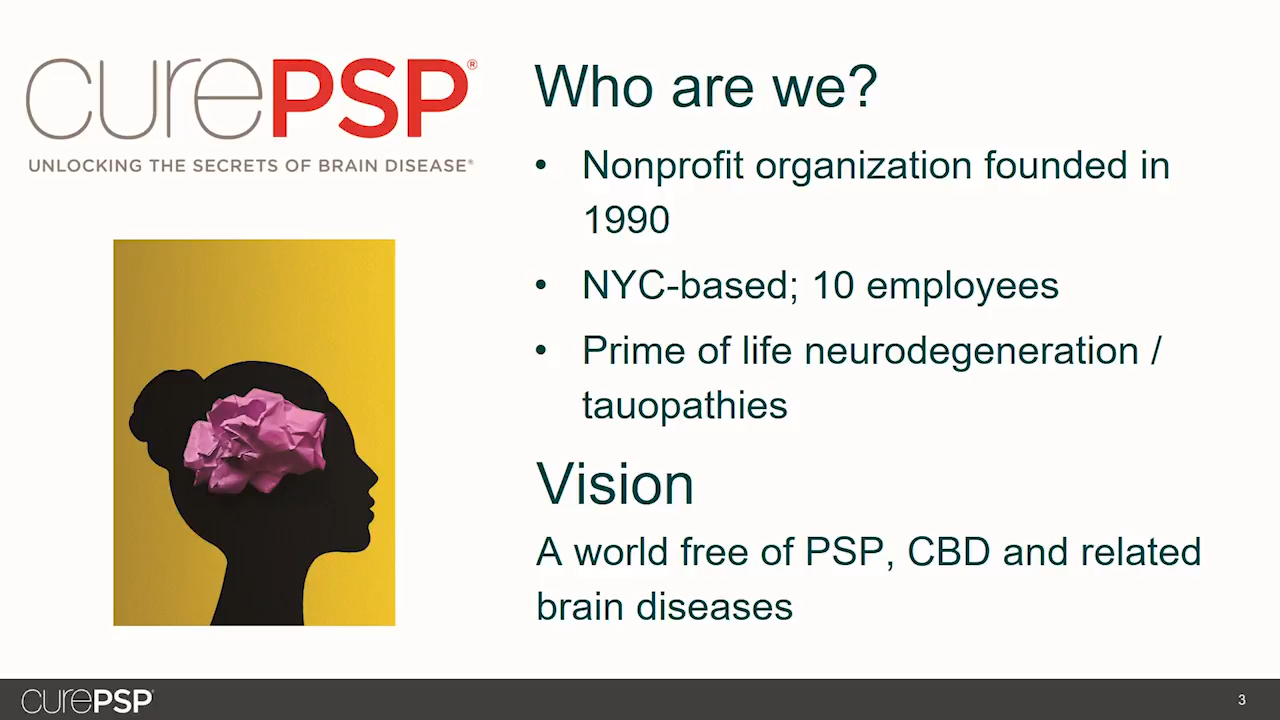 curePSP®
UNLOCKING THE SECRETS OF BRAIN DISEASE®
Who are we?
• Nonprofit organization founded in
1990
• NYC-based; 10 employees
• Prime of life neurodegeneration /
tauopathies
Vision
A world free of PSP, CBD and related
brain diseases
curePSP®
3